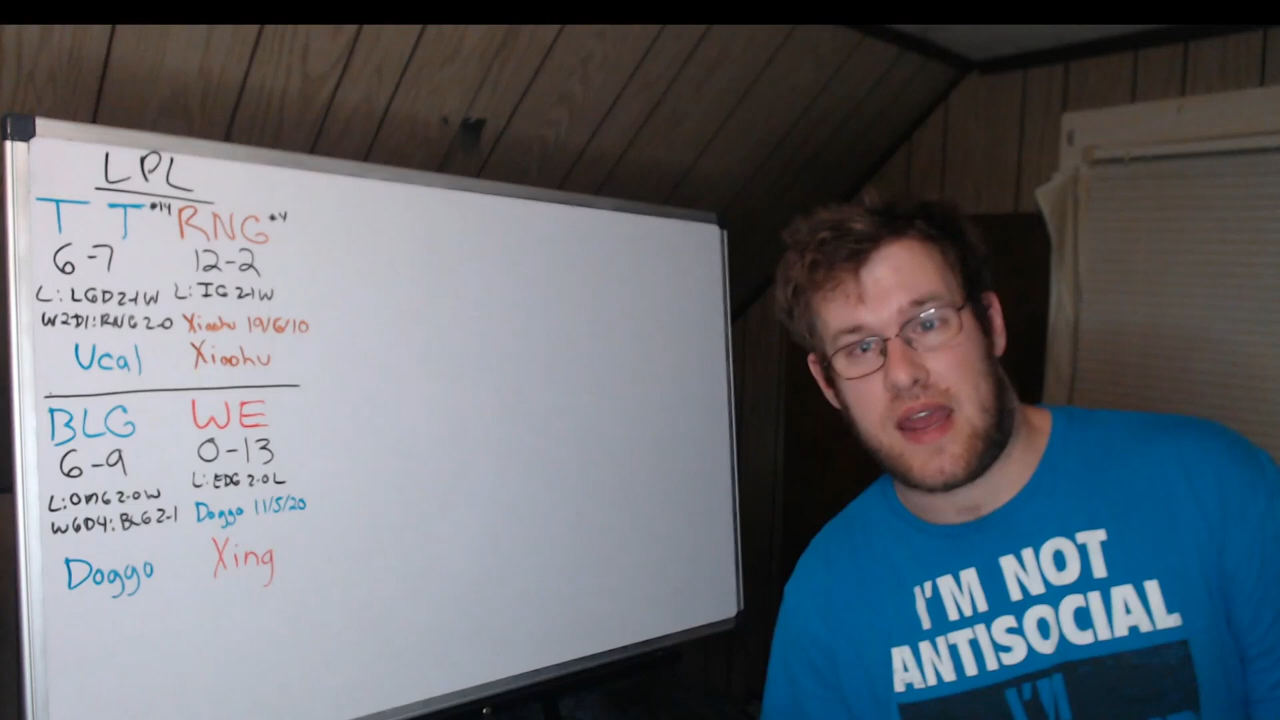 LPL
TT #14 RNG #4
6-7 12-2
L: LGD 2-1 W L: IG 2-1 W
W2D1: RNG 2-0 Xiaohu 19/6/10
Ucal Xiaohu
BLG WE
6-9 0-13
L: OMG 2-0 W L: EDG 2-0 L
W6D4: BLG 2-1 Doggo 11/5/20
Doggo Xing
I'M NOT
ANTISOCIAL
I'M